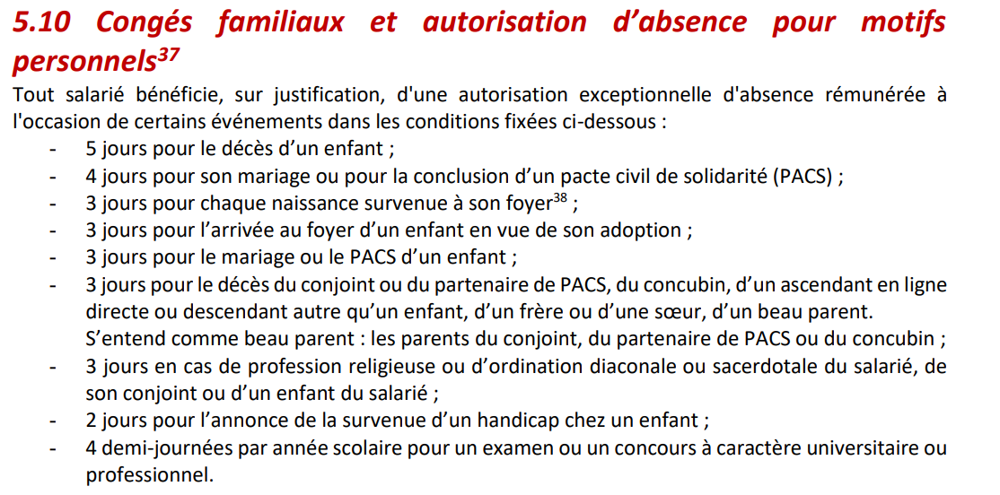 5.10 Congés familiaux et autorisation d’absence pour motifs
personnels37
Tout salarié bénéficie, sur justification, d'une autorisation exceptionnelle d'absence rémunérée à
l'occasion de certains événements dans les conditions fixées ci-dessous :
- 5 jours pour le décès d’un enfant ;
- 4 jours pour son mariage ou pour la conclusion d’un pacte civil de solidarité (PACS) ;
- 3 jours pour chaque naissance survenue à son foyer38 ;
- 3 jours pour l’arrivée au foyer d’un enfant en vue de son adoption ;
- 3 jours pour le mariage ou le PACS d’un enfant ;
- 3 jours pour le décès du conjoint ou du partenaire de PACS, du concubin, d’un ascendant en ligne
directe ou descendant autre qu’un enfant, d’un frère ou d’une sœur, d’un beau parent.
S’entend comme beau parent : les parents du conjoint, du partenaire de PACS ou du concubin ;
- 3 jours en cas de profession religieuse ou d’ordination diaconale ou sacerdotale du salarié, de
son conjoint ou d’un enfant du salarié ;
- 2 jours pour l’annonce de la survenue d’un handicap chez un enfant ;
- 4 demi-journées par année scolaire pour un examen ou un concours à caractère universitaire ou
professionnel.